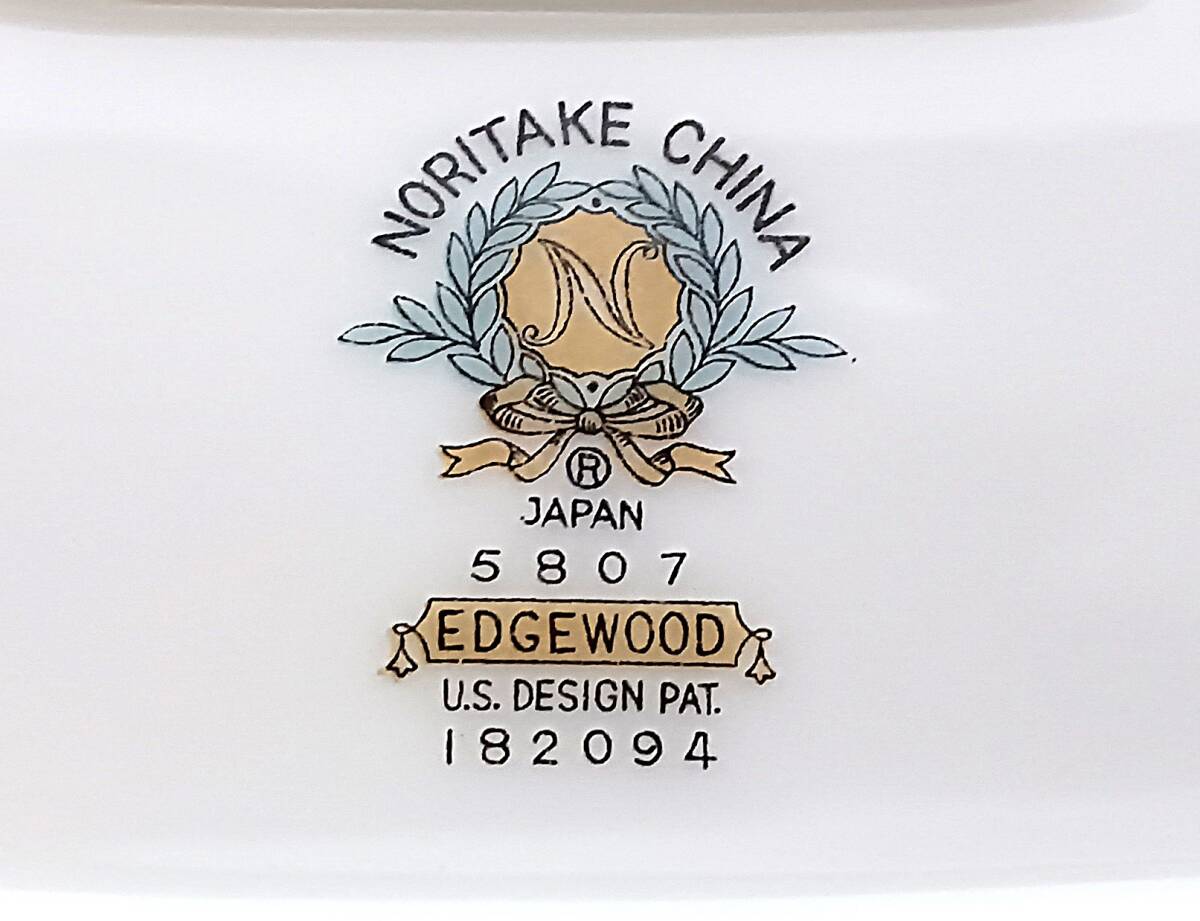 NORITAKE CHINA
N
®
JAPAN
5807
EDGEWOOD
U.S. DESIGN PAT.
182094